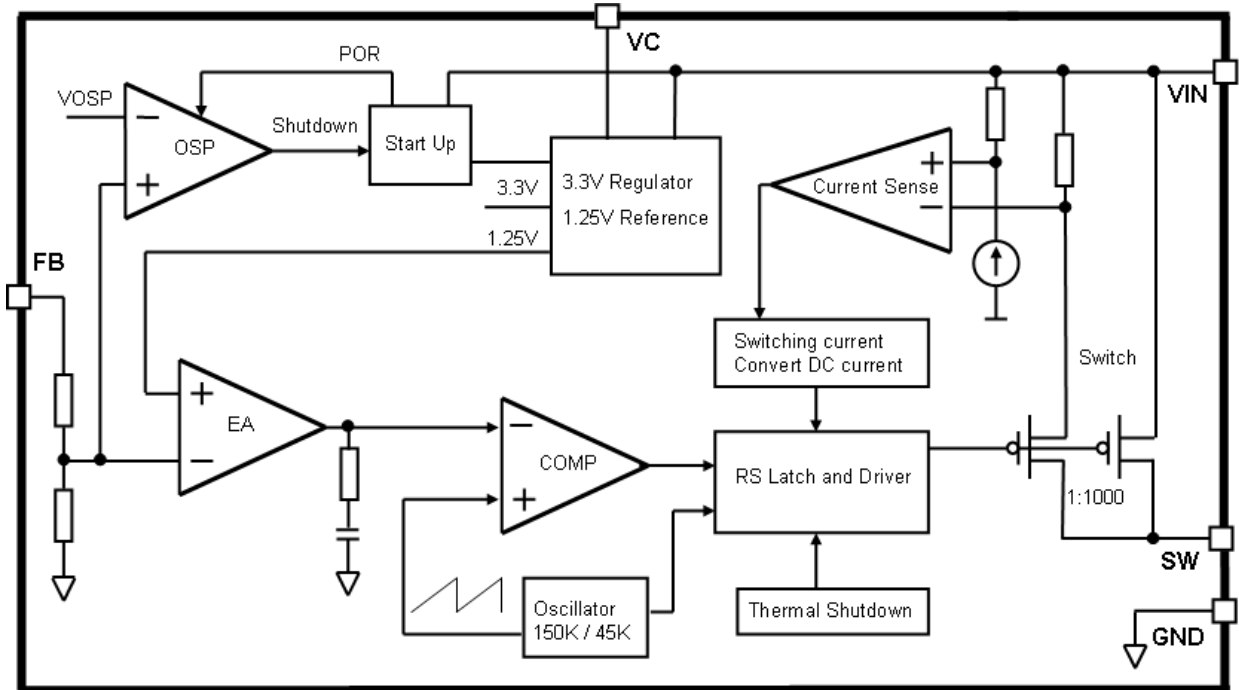 VC
POR
VIN
VOSP
−
OSP
+
Shutdown
Start Up
3.3V
1.25V
3.3V Regulator
1.25V Reference
+
Current Sense
−
FB
Switching current
Convert DC current
Switch
+
EA
−
−
COMP
+
RS Latch and Driver
1:1000
SW
Oscillator
150K / 45K
Thermal Shutdown
GND